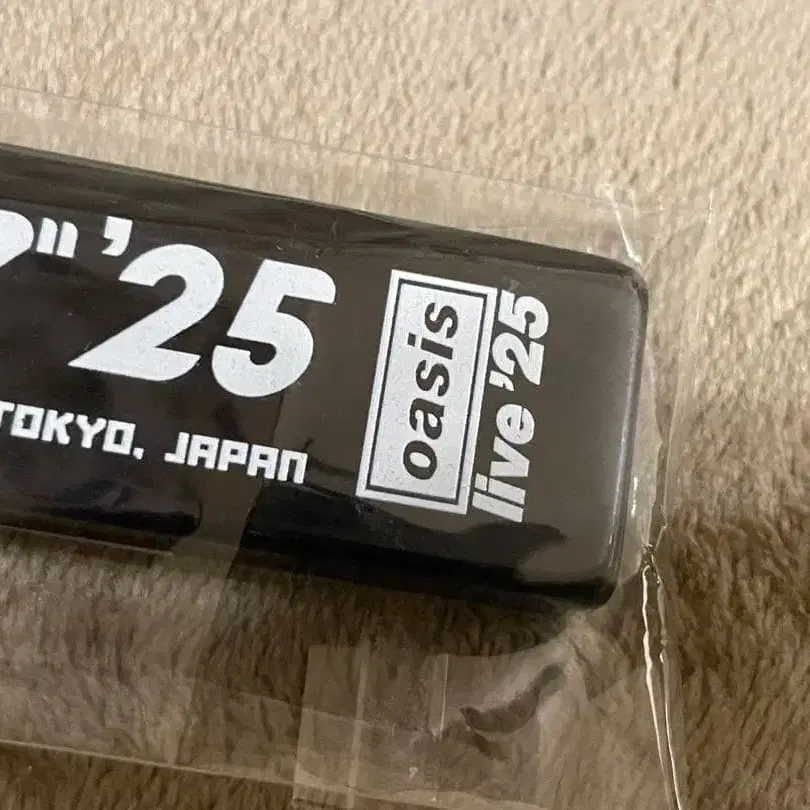 " '25
TOKYO, JAPAN
oasis
live '25